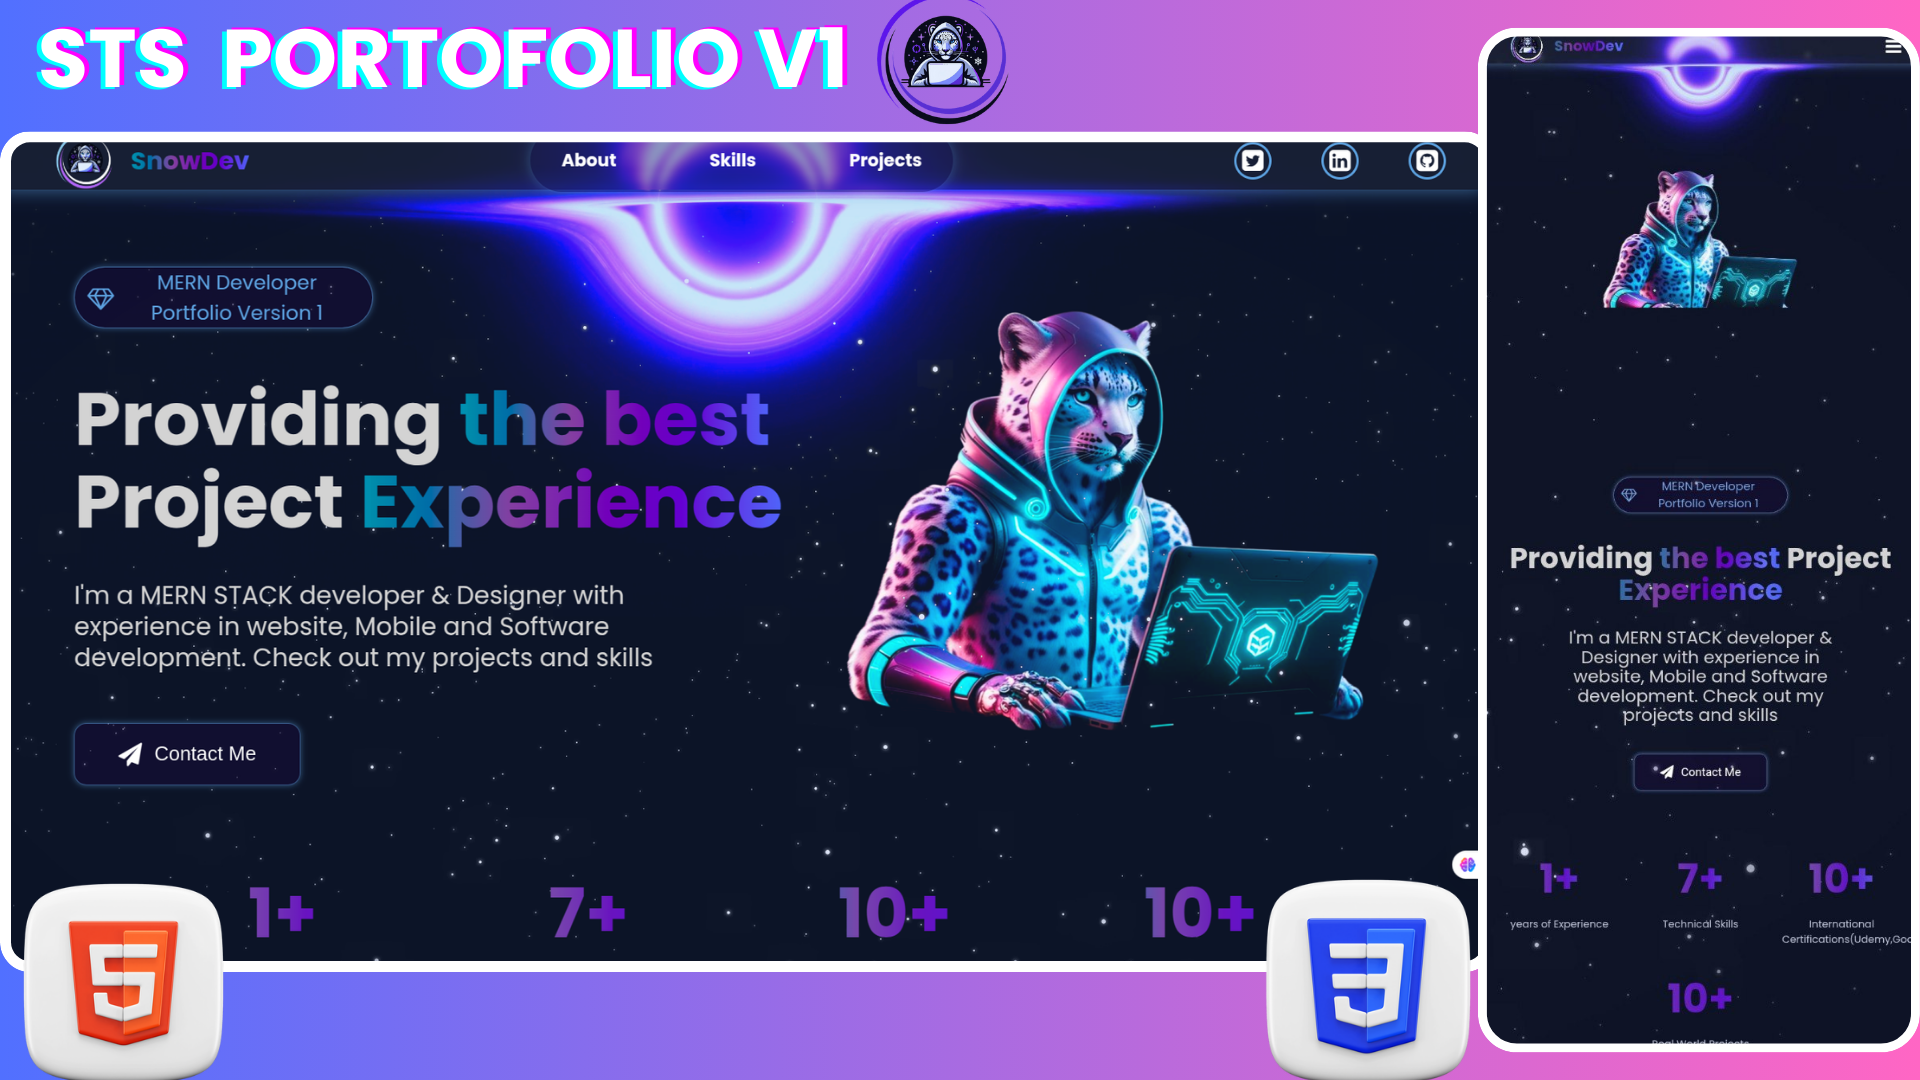 STS PORTOFOLIO V1
SnowDev
About Skills Projects
MERN Developer
Portfolio Version 1
Providing the best
Project Experience
I'm a MERN STACK developer & Designer with
experience in website, Mobile and Software
development. Check out my projects and skills
Contact Me
1+ 7+ 10+ 10+
SnowDev
MERN Developer
Portfolio Version 1
Providing the best Project
Experience
I'm a MERN STACK developer &
Designer with experience in
website, Mobile and Software
development. Check out my
projects and skills
Contact Me
1+ 7+ 10+
years of Experience Technical Skills International
Certifications(Udemy,Goo
10+
Real World Projects